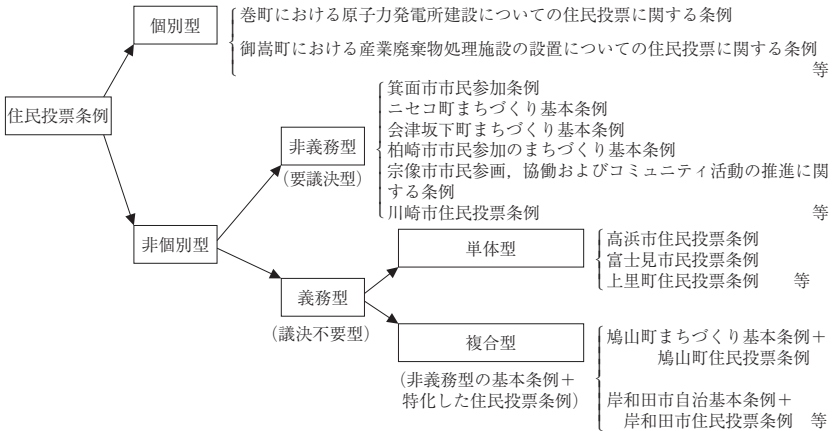 個別型
巻町における原子力発電所建設についての住民投票に関する条例
御嵩町における産業廃棄物処理施設の設置についての住民投票に関する条例
等
住民投票条例
非義務型
(要議決型)
箕面市市民参加条例
ニセコ町まちづくり基本条例
会津坂下町まちづくり基本条例
柏崎市市民参加のまちづくり基本条例
宗像市市民参画，協働およびコミュニティ活動の推進に関
する条例
川崎市住民投票条例 等
非個別型
単体型
高浜市住民投票条例
富士見市民投票条例
上里町住民投票条例 等
義務型
(議決不要型)
複合型
(非義務型の基本条例＋
特化した住民投票条例)
鳩山町まちづくり基本条例＋
鳩山町住民投票条例
岸和田市自治基本条例＋
岸和田市住民投票条例 等